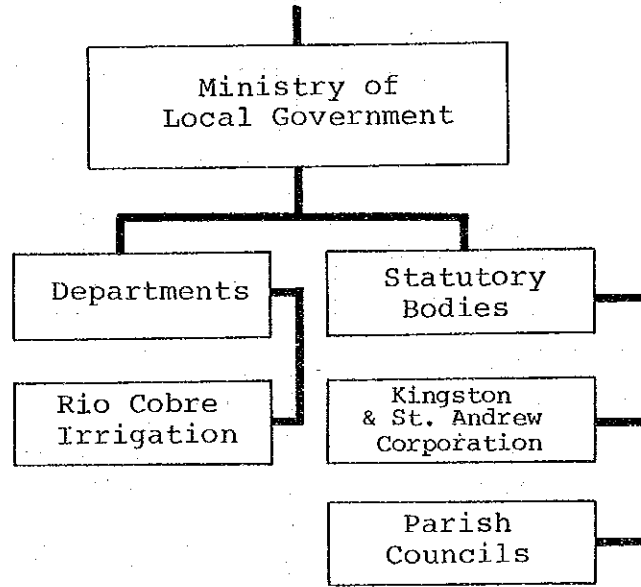 Ministry of
Local Government
Departments
Rio Cobre
Irrigation
Statutory
Bodies
Kingston
& St. Andrew
Corporation
Parish
Councils